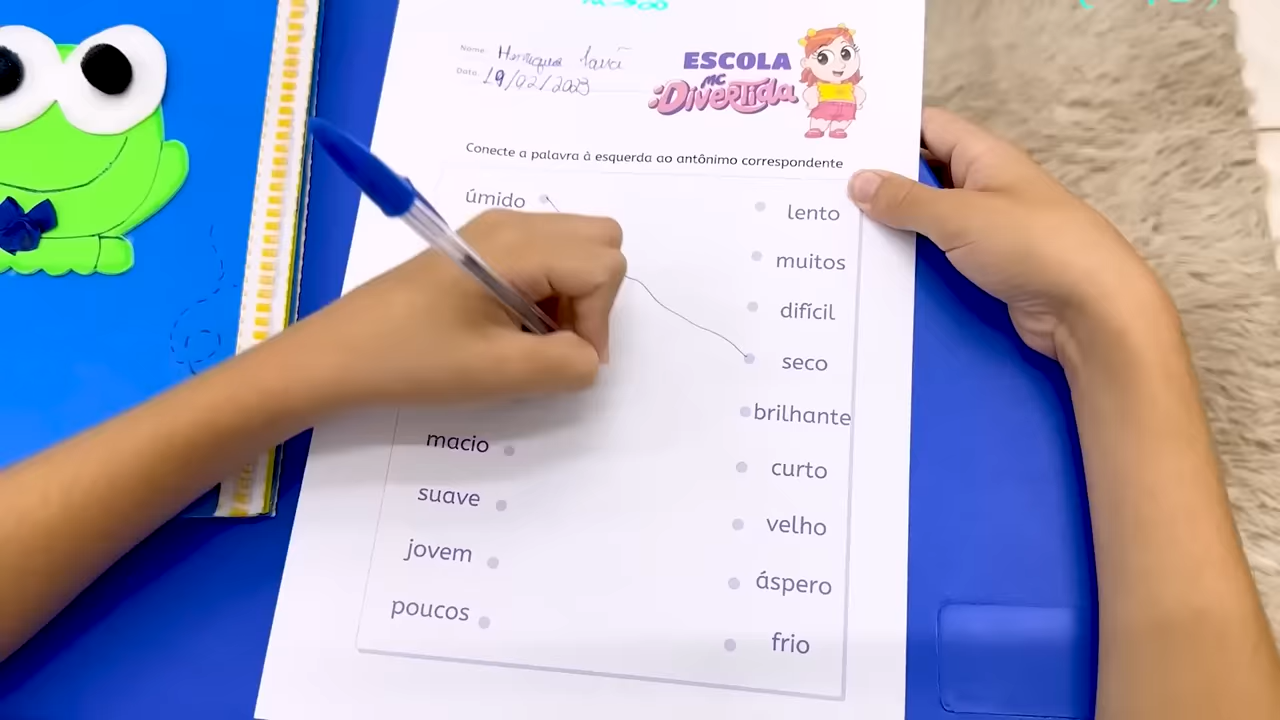 Nome: Henrique
Data: 19/02/2023
ESCOLA
MC
Divertida
Conecte a palavra à esquerda ao antônimo correspondente
úmido lento
muitos
difícil
seco
brilhante
macio curto
suave velho
jovem áspero
poucos frio